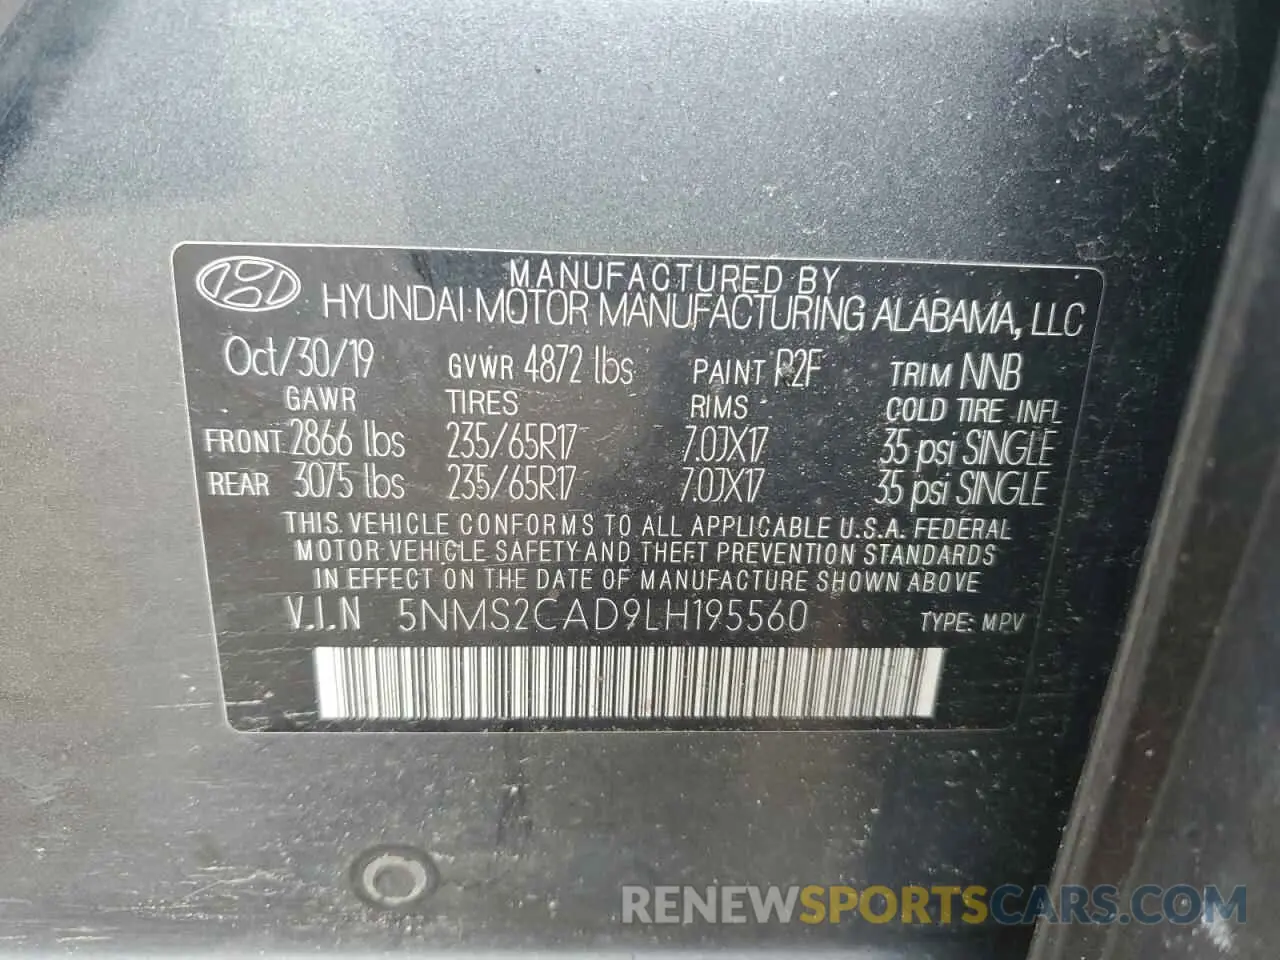 MANUFACTURED BY
HYUNDAI MOTOR MANUFACTURING ALABAMA, LLC
Oct/30/19 GVWR 4872 lbs PAINT P2F TRIM NNB
GAWR TIRES RIMS COLD TIRE INFL
FRONT 2866 lbs 235/65R17 7.0JX17 35 psi SINGLE
REAR 3075 lbs 235/65R17 7.0JX17 35 psi SINGLE
THIS VEHICLE CONFORMS TO ALL APPLICABLE U.S.A. FEDERAL
MOTOR VEHICLE SAFETY AND THEFT PREVENTION STANDARDS
IN EFFECT ON THE DATE OF MANUFACTURE SHOWN ABOVE
V.I.N 5NMS2CAD9LH195560 TYPE: MPV
RENEWSPORTSCARS.COM